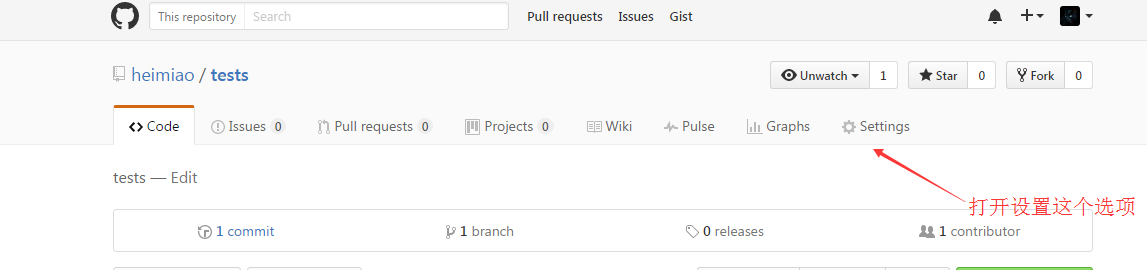 This repository Search Pull requests Issues Gist
heimiao / tests Unwatch 1 Star 0 Fork 0
Code Issues 0 Pull requests 0 Projects 0 Wiki Pulse Graphs Settings
tests — Edit
打开设置这个选项
1 commit 1 branch 0 releases 1 contributor